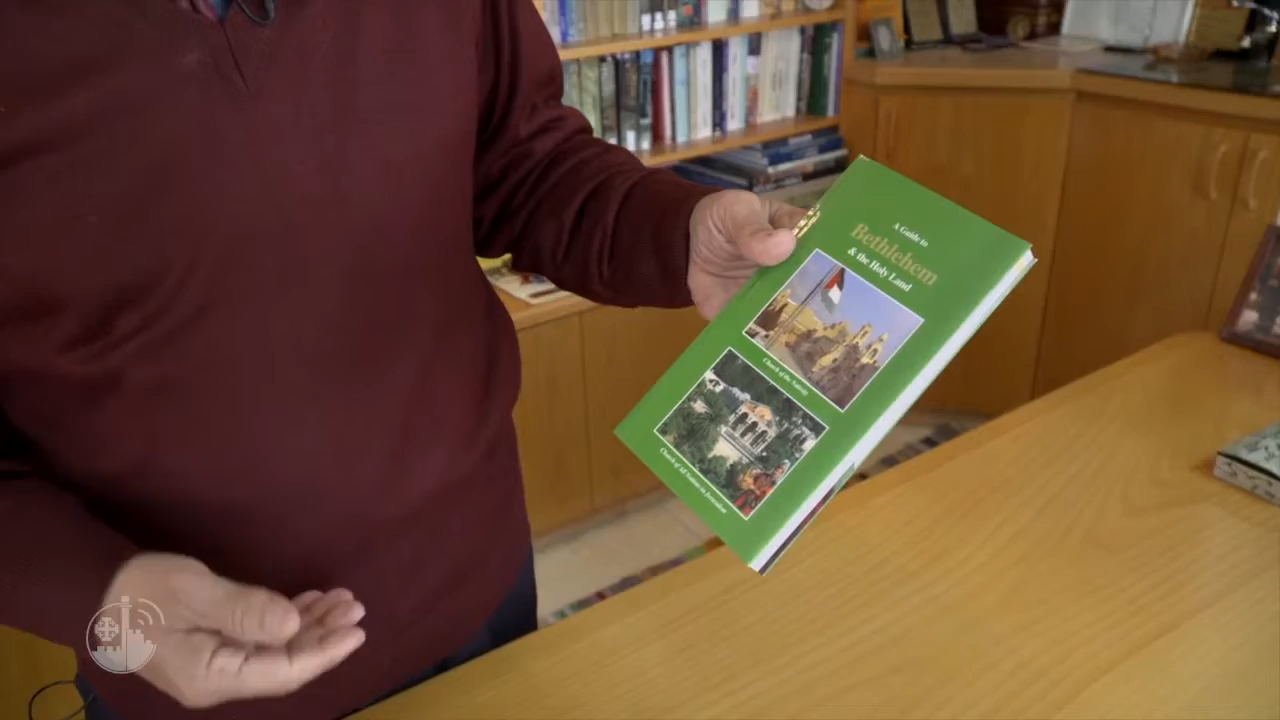 A Guide to
Bethlehem
& the Holy Land
Church of the Nativity
Church of All Nations in Jerusalem